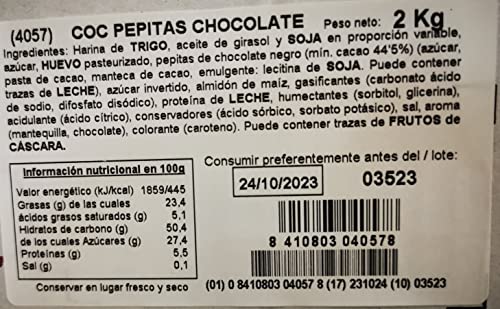 (4057) COC PEPITAS CHOCOLATE Peso neto: 2 Kg
Ingredientes: Harina de TRIGO, aceite de girasol y SOJA en proporción variable,
azúcar, HUEVO pasteurizado, pepitas de chocolate negro (mín. cacao 44'5%) (azúcar,
pasta de cacao, manteca de cacao, emulgente: lecitina de SOJA. Puede contener
trazas de LECHE), azúcar invertido, almidón de maíz, gasificantes (carbonato ácido
de sodio, difosfato disódico), proteína de LECHE, humectantes (sorbitol, glicerina),
acidulante (ácido cítrico), conservadores (ácido sórbico, sorbato potásico), sal, aroma
(mantequilla, chocolate), colorante (caroteno). Puede contener trazas de FRUTOS de
CÁSCARA.
Información nutricional en 100g
Valor energético (kJ/kcal) 1859/445
Grasas (g) de las cuales 23,4
ácidos grasos saturados (g) 5,1
Hidratos de carbono (g) 50,4
de los cuales Azúcares (g) 27,4
Proteínas (g) 5,5
Sal (g) 0,1
Conservar en lugar fresco y seco
Consumir preferentemente antes del / lote:
24/10/2023 03523
8 410803 040578
(01) 0 8410803 04057 8 (17) 231024 (10) 03523